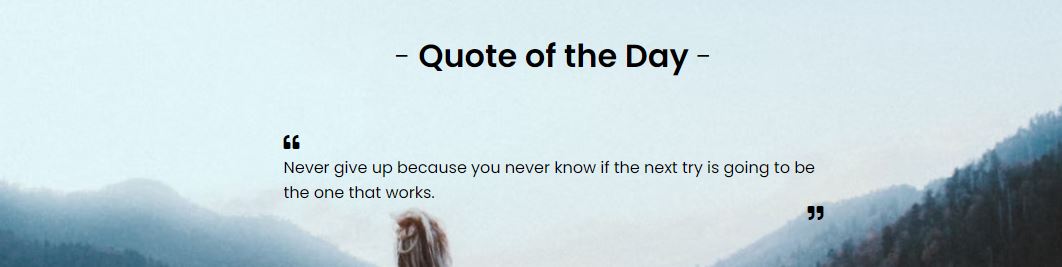 - Quote of the Day -
“
Never give up because you never know if the next try is going to be
the one that works.
”